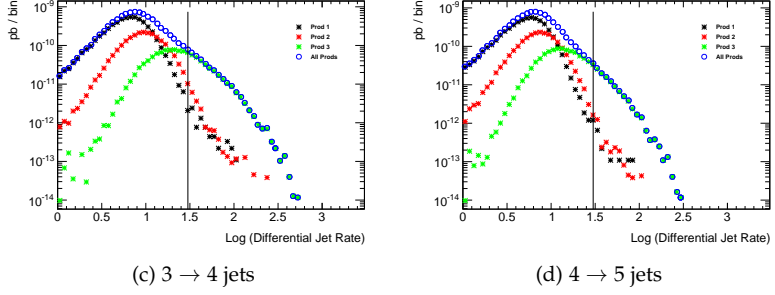 pb / bin
10⁻⁹
10⁻¹⁰
10⁻¹¹
10⁻¹²
10⁻¹³
10⁻¹⁴
Prod 1
Prod 2
Prod 3
All Prods
0 0.5 1 1.5 2 2.5 3
Log (Differential Jet Rate)
(c) 3 → 4 jets
pb / bin
10⁻⁹
10⁻¹⁰
10⁻¹¹
10⁻¹²
10⁻¹³
10⁻¹⁴
Prod 1
Prod 2
Prod 3
All Prods
0 0.5 1 1.5 2 2.5 3
Log (Differential Jet Rate)
(d) 4 → 5 jets